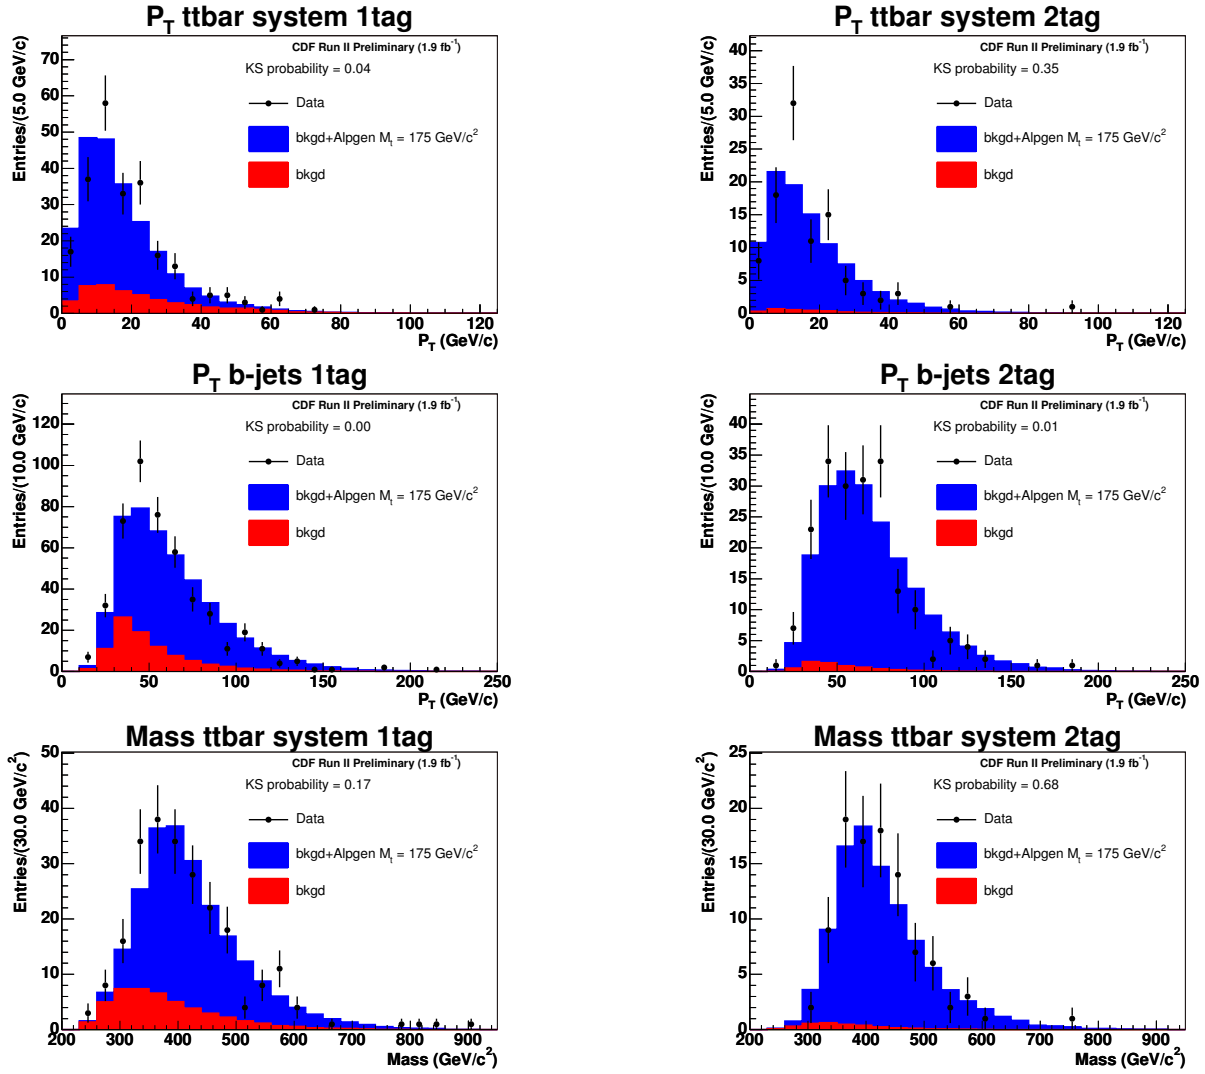 P_T ttbar system 1tag
Entries/(5.0 GeV/c)
CDF Run II Preliminary (1.9 fb⁻¹)
KS probability = 0.04
Data
bkgd+Alpgen M_t = 175 GeV/c²
bkgd
70
60
50
40
30
20
10
0
0 20 40 60 80 100 120
P_T (GeV/c)
P_T ttbar system 2tag
Entries/(5.0 GeV/c)
CDF Run II Preliminary (1.9 fb⁻¹)
KS probability = 0.35
Data
bkgd+Alpgen M_t = 175 GeV/c²
bkgd
40
35
30
25
20
15
10
5
0
0 20 40 60 80 100 120
P_T (GeV/c)
P_T b-jets 1tag
Entries/(10.0 GeV/c)
CDF Run II Preliminary (1.9 fb⁻¹)
KS probability = 0.00
Data
bkgd+Alpgen M_t = 175 GeV/c²
bkgd
120
100
80
60
40
20
0
0 50 100 150 200 250
P_T (GeV/c)
P_T b-jets 2tag
Entries/(10.0 GeV/c)
CDF Run II Preliminary (1.9 fb⁻¹)
KS probability = 0.01
Data
bkgd+Alpgen M_t = 175 GeV/c²
bkgd
40
35
30
25
20
15
10
5
0
0 50 100 150 200 250
P_T (GeV/c)
Mass ttbar system 1tag
Entries/(30.0 GeV/c²)
CDF Run II Preliminary (1.9 fb⁻¹)
KS probability = 0.17
Data
bkgd+Alpgen M_t = 175 GeV/c²
bkgd
50
40
30
20
10
0
200 300 400 500 600 700 800 900
Mass (GeV/c²)
Mass ttbar system 2tag
Entries/(30.0 GeV/c²)
CDF Run II Preliminary (1.9 fb⁻¹)
KS probability = 0.68
Data
bkgd+Alpgen M_t = 175 GeV/c²
bkgd
25
20
15
10
5
0
200 300 400 500 600 700 800 900
Mass (GeV/c²)